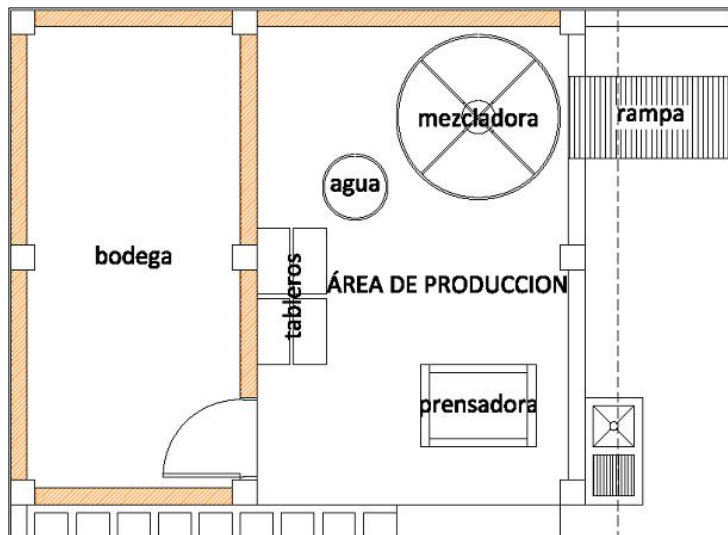 mezcladora
rampa
agua
bodega
tableros
ÁREA DE PRODUCCION
prensadora